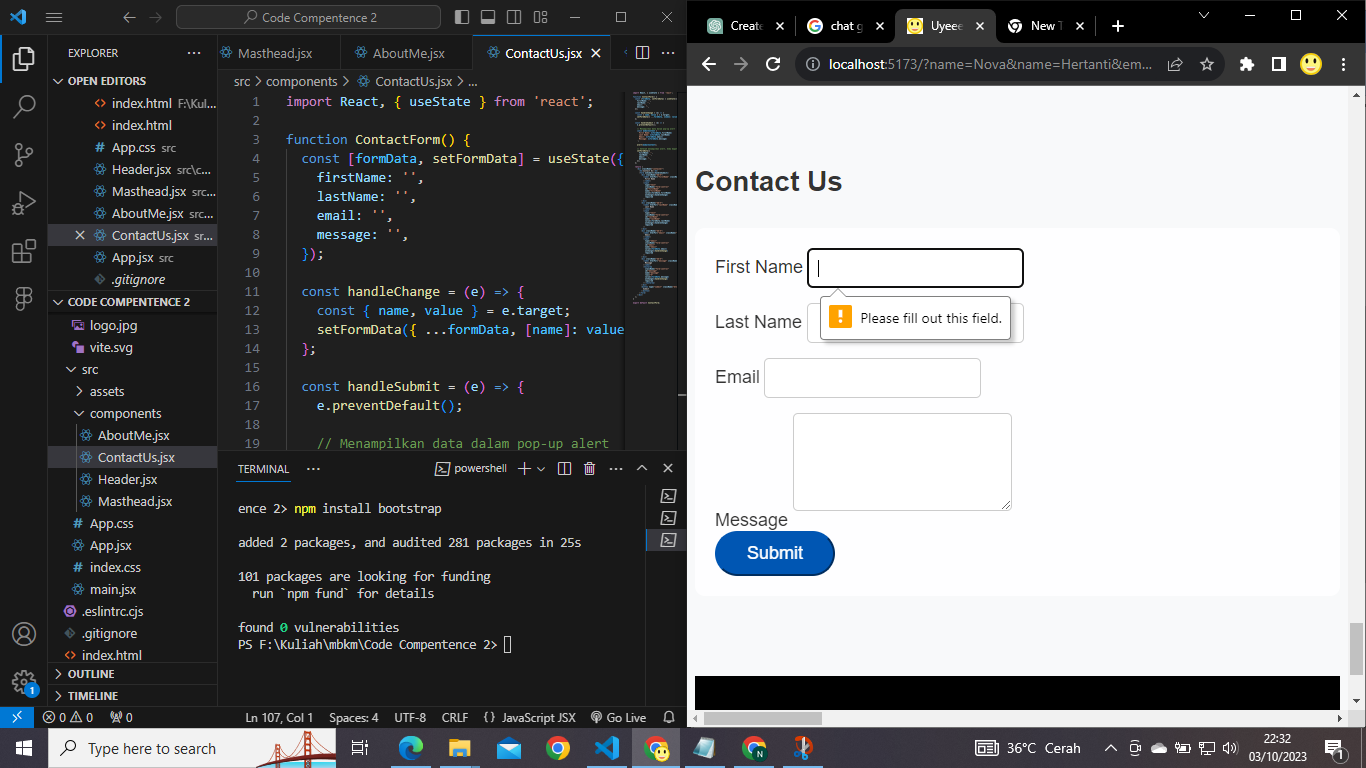 Code Compentence 2
EXPLORER
OPEN EDITORS
index.html F:\Kul...
index.html
App.css src
Header.jsx src\c...
Masthead.jsx src...
AboutMe.jsx src...
ContactUs.jsx sr...
App.jsx src
.gitignore
CODE COMPENTENCE 2
logo.jpg
vite.svg
src
assets
components
AboutMe.jsx
ContactUs.jsx
Header.jsx
Masthead.jsx
App.css
App.jsx
index.css
main.jsx
.eslintrc.cjs
.gitignore
index.html
OUTLINE
TIMELINE
Masthead.jsx AboutMe.jsx ContactUs.jsx
src > components > ContactUs.jsx > ...
1 import React, { useState } from 'react';
2
3 function ContactForm() {
4 const [formData, setFormData] = useState({
5 firstName: '',
6 lastName: '',
7 email: '',
8 message: '',
9 });
10
11 const handleChange = (e) => {
12 const { name, value } = e.target;
13 setFormData({ ...formData, [name]: value
14 };
15
16 const handleSubmit = (e) => {
17 e.preventDefault();
18
19 // Menampilkan data dalam pop-up alert
TERMINAL
powershell
ence 2> npm install bootstrap
added 2 packages, and audited 281 packages in 25s
101 packages are looking for funding
run `npm fund` for details
found 0 vulnerabilities
PS F:\Kuliah\mbkm\Code Compentence 2>
0 0 0 Ln 107, Col 1 Spaces: 4 UTF-8 CRLF {} JavaScript JSX Go Live
Create chat g Uyeee New T
localhost:5173/?name=Nova&name=Hertanti&em...
Contact Us
First Name
Please fill out this field.
Last Name
Email
Message
Submit
Type here to search
36°C Cerah
22:32
03/10/2023
1